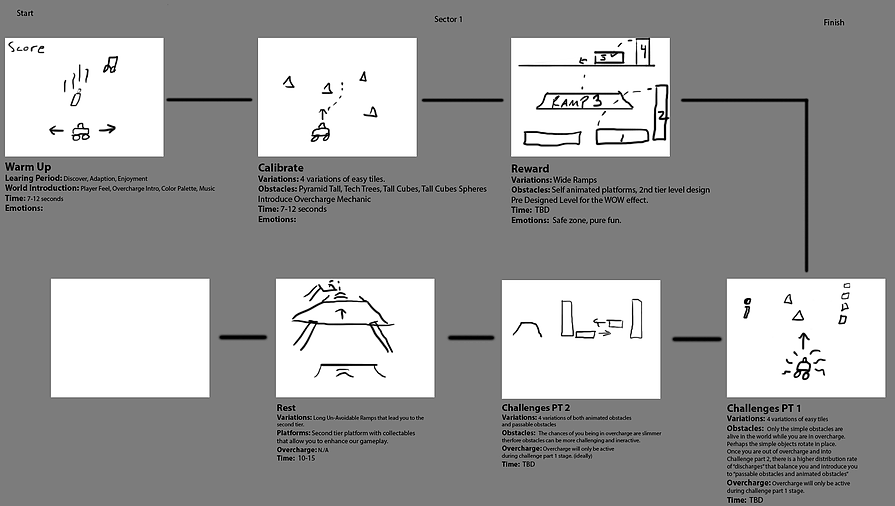 Start
Sector 1
Finish
Score
Warm Up
Learing Period: Discover, Adaption, Enjoyment
World Introduction: Player Feel, Overcharge Intro, Color Palette, Music
Time: 7-12 seconds
Emotions:
Calibrate
Variations: 4 variations of easy tiles.
Obstacles: Pyramid Tall, Tech Trees, Tall Cubes, Tall Cubes Spheres
Introduce Overcharge Mechanic
Time: 7-12 seconds
Emotions:
3
4
RAMP 3
2
1
Reward
Variations: Wide Ramps
Obstacles: Self animated platforms, 2nd tier level design
Pre Designed Level for the WOW effect.
Time: TBD
Emotions: Safe zone, pure fun.
Rest
Variations: Long Un-Avoidable Ramps that lead you to the
second tier.
Platforms: Second tier platform with collectables
that allow you to enhance our gameplay.
Overcharge: N/A
Time: 10-15
Challenges PT 2
Variations: 4 variations of both animated obstacles
and passable obstacles
Obstacles: The chances of you being in overcharge are slimmer
therfore obstacles can be more challenging and ineractive.
Overcharge: Overcharge will only be active
during challenge part 1 stage. (ideally)
Time: TBD
Challenges PT 1
Variations: 4 variations of easy tiles
Obstacles: Only the simple obstacles are
alive in the world while you are in overcharge.
Perhaps the simple objects rotate in place.
Once you are out of overcharge and into
Challenge part 2, there is a higher distribution rate
of "discharges" that balance you and introduce you
to "passable obstacles and animated obstacles"
Overcharge: Overcharge will only be active
during challenge part 1 stage.
Time: TBD